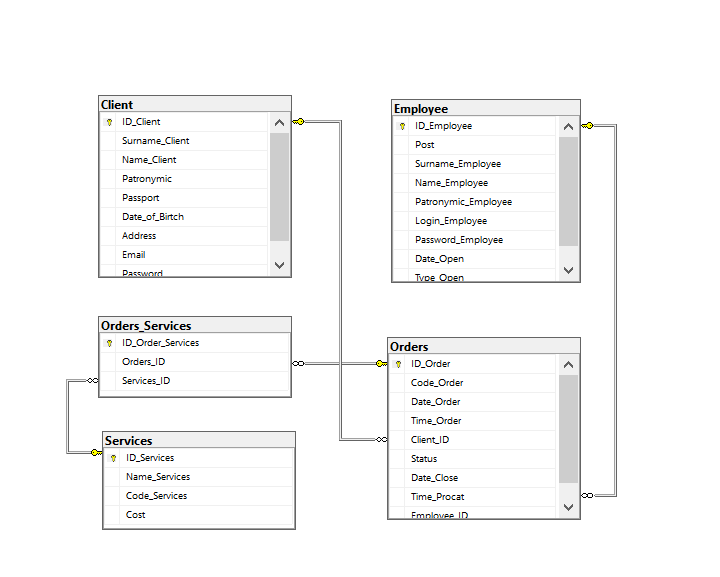 Client
ID_Client
Surname_Client
Name_Client
Patronymic
Passport
Date_of_Birtch
Address
Email
Password
Employee
ID_Employee
Post
Surname_Employee
Name_Employee
Patronymic_Employee
Login_Employee
Password_Employee
Date_Open
Type_Open
Orders_Services
ID_Order_Services
Orders_ID
Services_ID
Orders
ID_Order
Code_Order
Date_Order
Time_Order
Client_ID
Status
Date_Close
Time_Procat
Employee_ID
Services
ID_Services
Name_Services
Code_Services
Cost